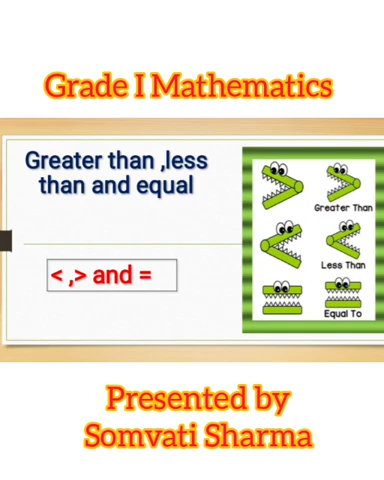 Grade I Mathematics
Greater than ,less
than and equal
< ,> and =
Greater Than
Less Than
Equal To
Presented by
Somvati Sharma